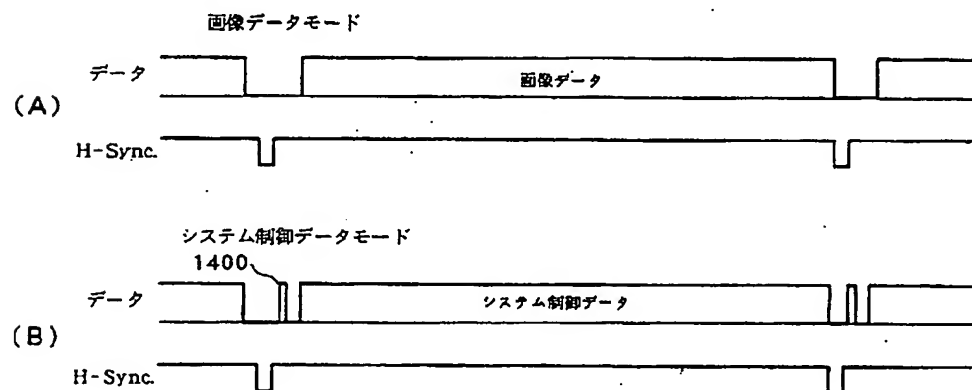 画像データモード
データ
画像データ
(A)
H-Sync.
システム制御データモード
1400
データ
システム制御データ
(B)
H-Sync.